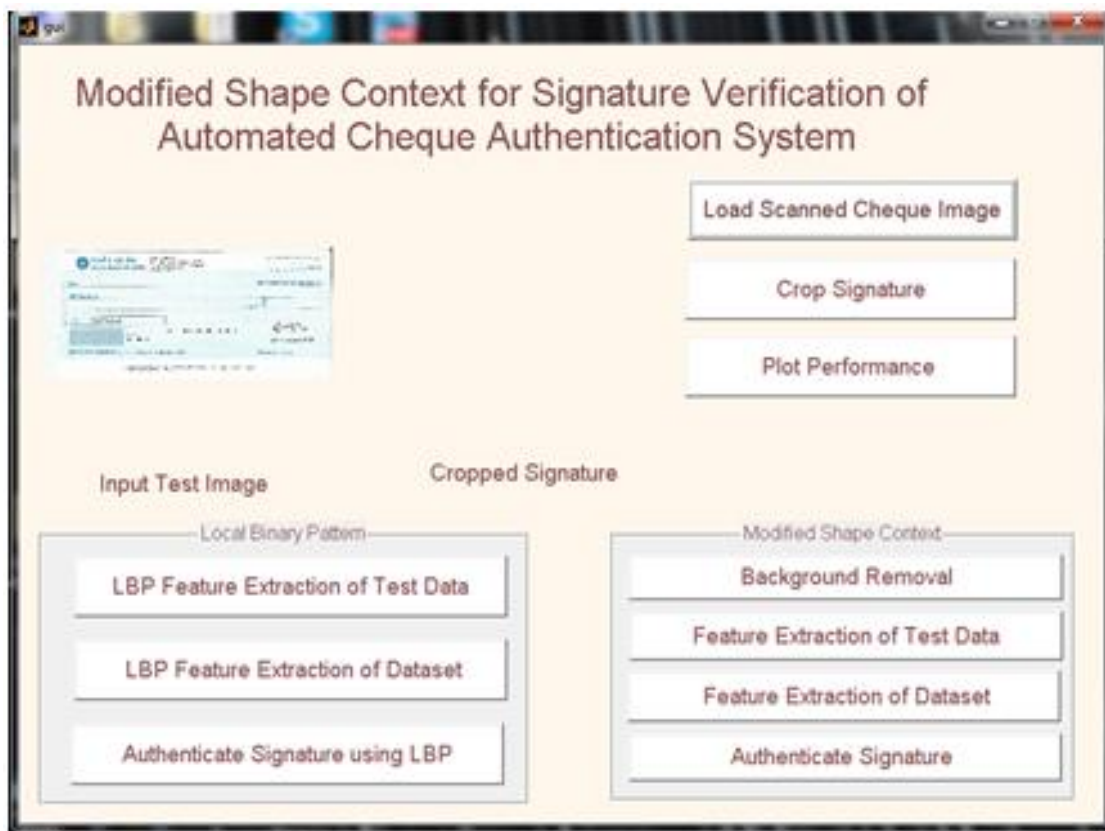 gui
Modified Shape Context for Signature Verification of
Automated Cheque Authentication System
Load Scanned Cheque Image
Crop Signature
Plot Performance
Input Test Image
Cropped Signature
Local Binary Pattern
LBP Feature Extraction of Test Data
LBP Feature Extraction of Dataset
Authenticate Signature using LBP
Modified Shape Context
Background Removal
Feature Extraction of Test Data
Feature Extraction of Dataset
Authenticate Signature